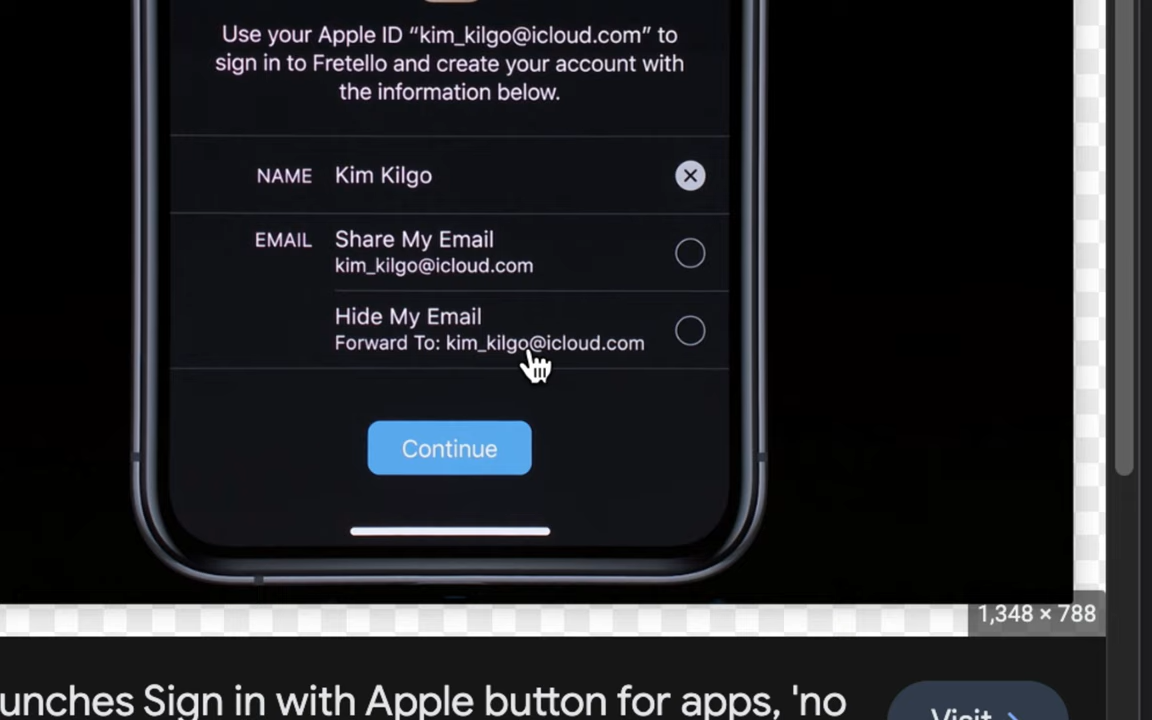 Use your Apple ID “kim_kilgo@icloud.com” to
sign in to Fretello and create your account with
the information below.
NAME Kim Kilgo
EMAIL Share My Email
kim_kilgo@icloud.com
Hide My Email
Forward To: kim_kilgo@icloud.com
Continue
1,348 × 788
unches Sign in with Apple button for apps, 'no
Visit